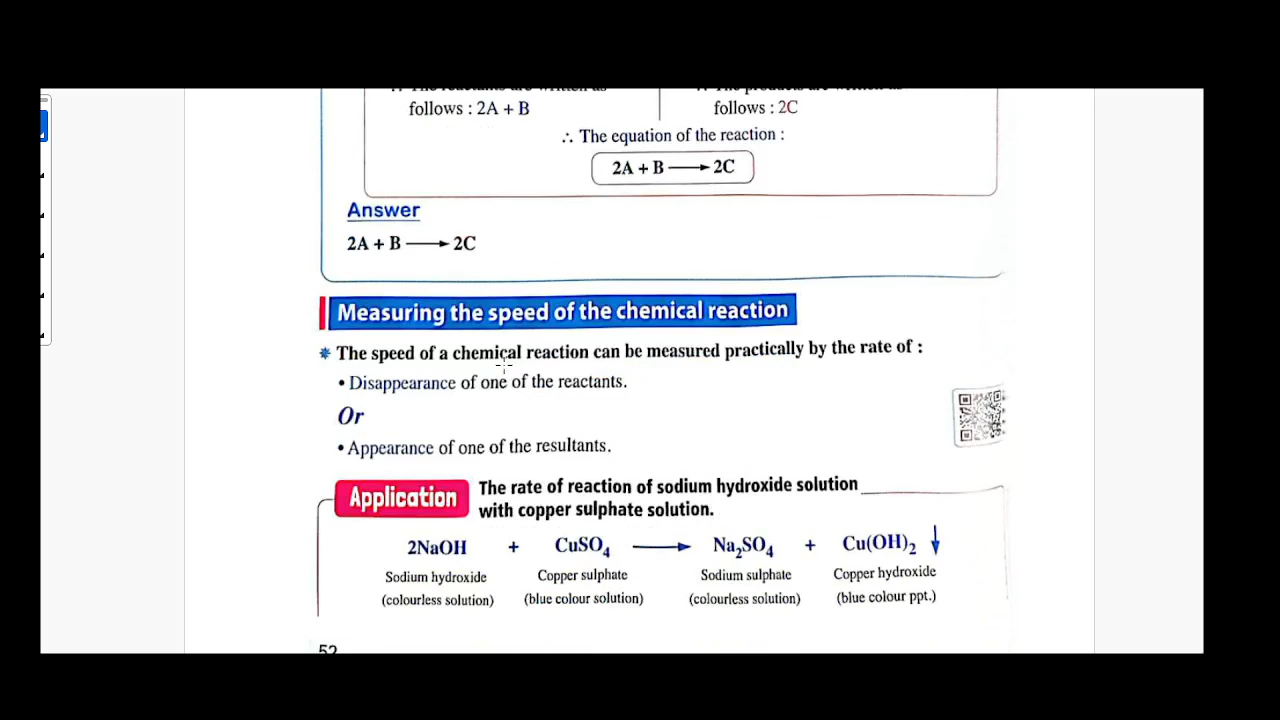 follows : 2A + B
follows : 2C
∴ The equation of the reaction :
2A + B ⟶ 2C
Answer
2A + B ⟶ 2C
Measuring the speed of the chemical reaction
The speed of a chemical reaction can be measured practically by the rate of :
• Disappearance of one of the reactants.
Or
• Appearance of one of the resultants.
Application
The rate of reaction of sodium hydroxide solution
with copper sulphate solution.
2NaOH + CuSO₄ ⟶ Na₂SO₄ + Cu(OH)₂ ↓
Sodium hydroxide Copper sulphate Sodium sulphate Copper hydroxide
(colourless solution) (blue colour solution) (colourless solution) (blue colour ppt.)
52